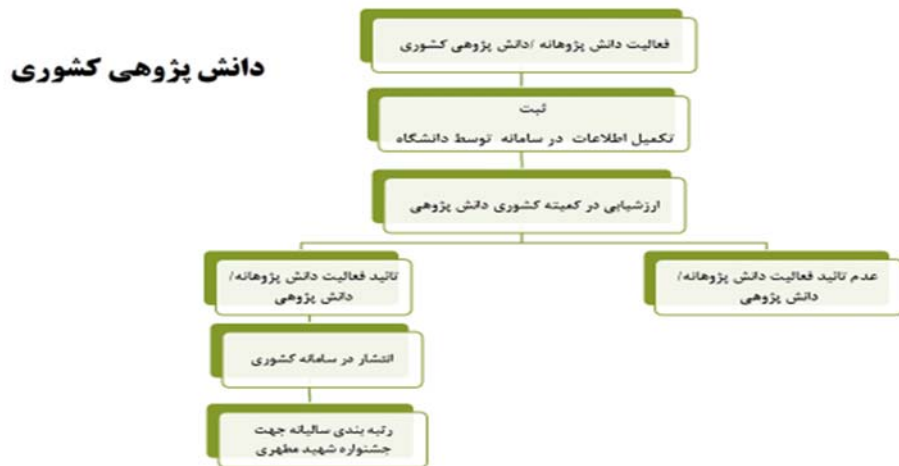 دانش پژوهی کشوری
فعالیت دانش پژوهانه /دانش پژوهی کشوری
ثبت
تکمیل اطلاعات در سامانه توسط دانشگاه
ارزشیابی در کمیته کشوری دانش پژوهی
عدم تائید فعالیت دانش پژوهانه/
دانش پژوهی
تائید فعالیت دانش پژوهانه/
دانش پژوهی
انتشار در سامانه کشوری
رتبه بندی سالیانه جهت
جشنواره شهید مطهری